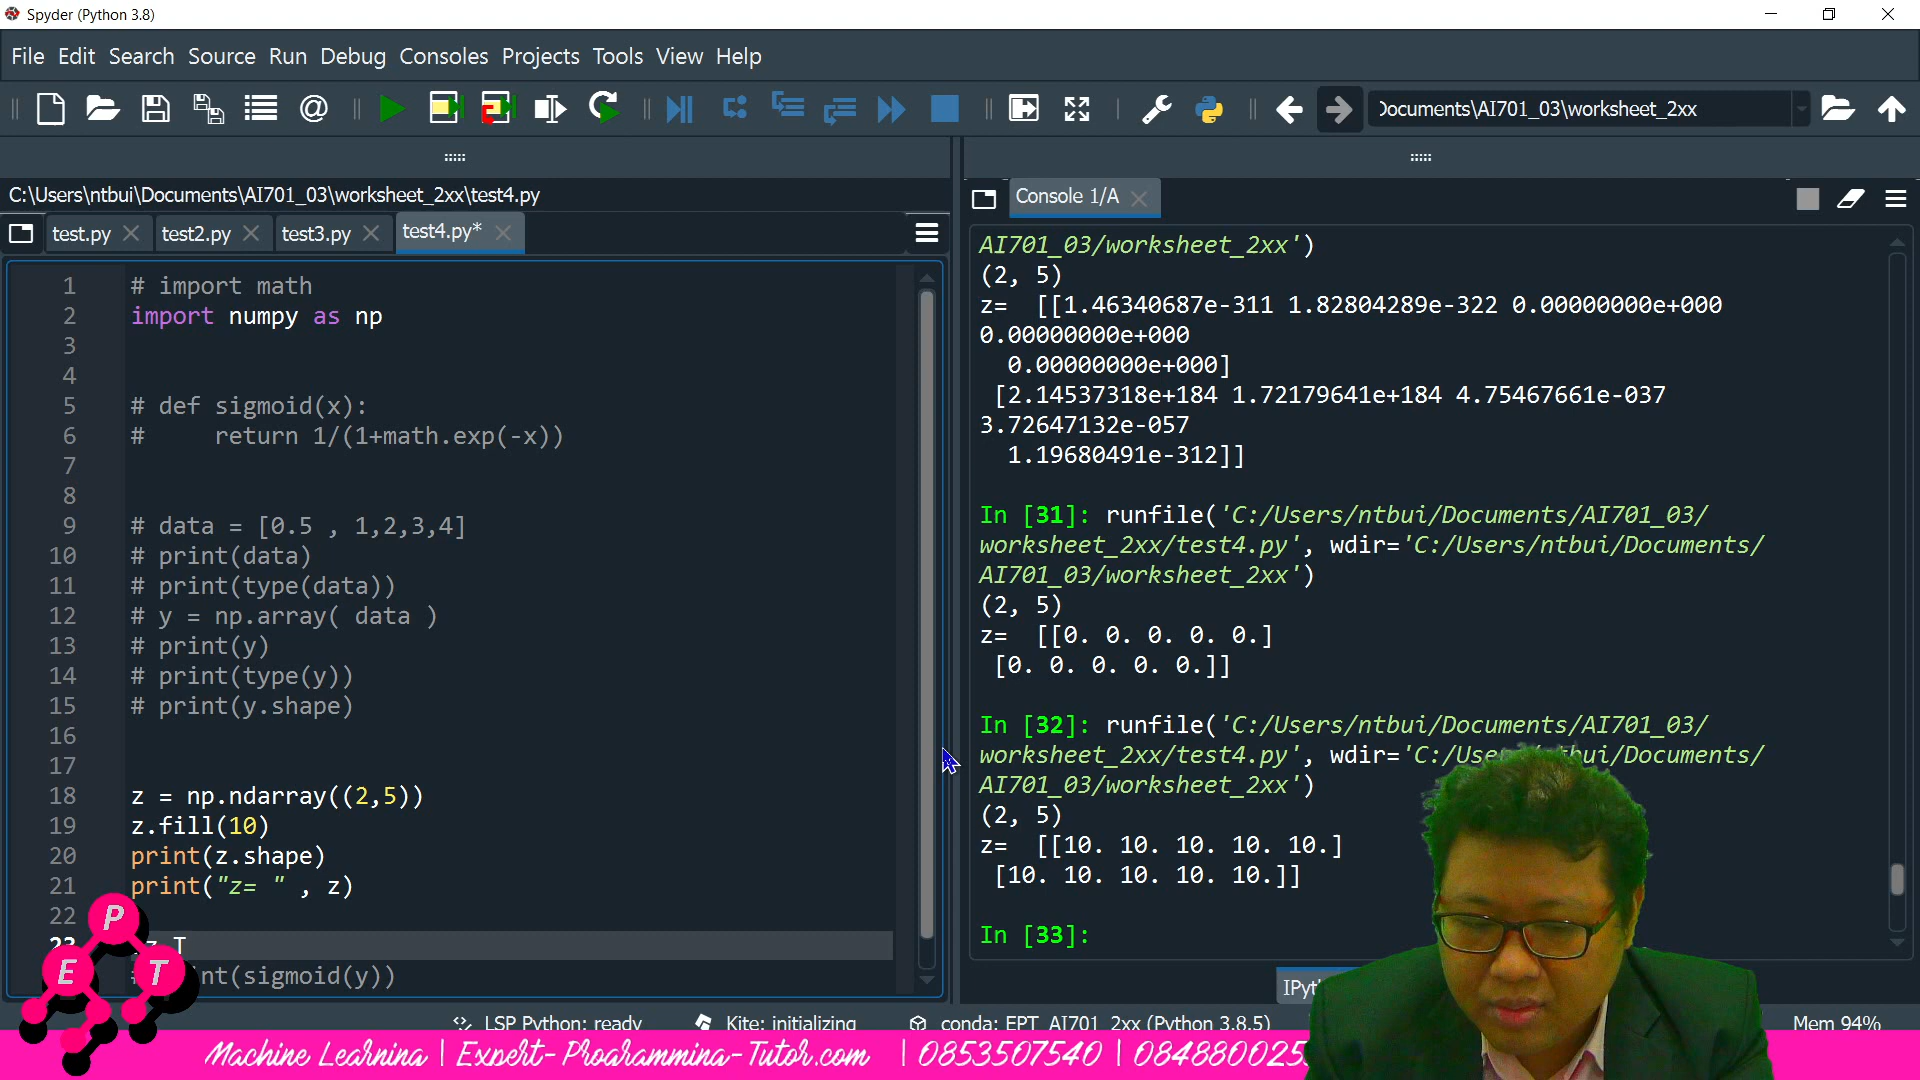 Spyder (Python 3.8)
File Edit Search Source Run Debug Consoles Projects Tools View Help
Documents\AI701_03\worksheet_2xx
C:\Users\ntbui\Documents\AI701_03\worksheet_2xx\test4.py
test.py test2.py test3.py test4.py*
1 # import math
2 import numpy as np
3
4
5 # def sigmoid(x):
6 #     return 1/(1+math.exp(-x))
7
8
9 # data = [0.5 , 1,2,3,4]
10 # print(data)
11 # print(type(data))
12 # y = np.array( data )
13 # print(y)
14 # print(type(y))
15 # print(y.shape)
16
17
18 z = np.ndarray((2,5))
19 z.fill(10)
20 print(z.shape)
21 print("z= " , z)
22
23 z.T
nt(sigmoid(y))
Console 1/A
AI701_03/worksheet_2xx')
(2, 5)
z=  [[1.46340687e-311 1.82804289e-322 0.00000000e+000
0.00000000e+000
0.00000000e+000]
[2.14537318e+184 1.72179641e+184 4.75467661e-037
3.72647132e-057
1.19680491e-312]]
In [31]: runfile('C:/Users/ntbui/Documents/AI701_03/
worksheet_2xx/test4.py', wdir='C:/Users/ntbui/Documents/
AI701_03/worksheet_2xx')
(2, 5)
z=  [[0. 0. 0. 0. 0.]
[0. 0. 0. 0. 0.]]
In [32]: runfile('C:/Users/ntbui/Documents/AI701_03/
worksheet_2xx/test4.py', wdir='C:/Users/ntbui/Documents/
AI701_03/worksheet_2xx')
(2, 5)
z=  [[10. 10. 10. 10. 10.]
[10. 10. 10. 10. 10.]]
In [33]:
IPyt
LSP Python: ready Kite: initializing conda: EPT_AI701_2xx (Python 3.8.5) Mem 94%
P
E T
Machine Learning | Expert-Programming-Tutor.com | 0853507540 | 084880025